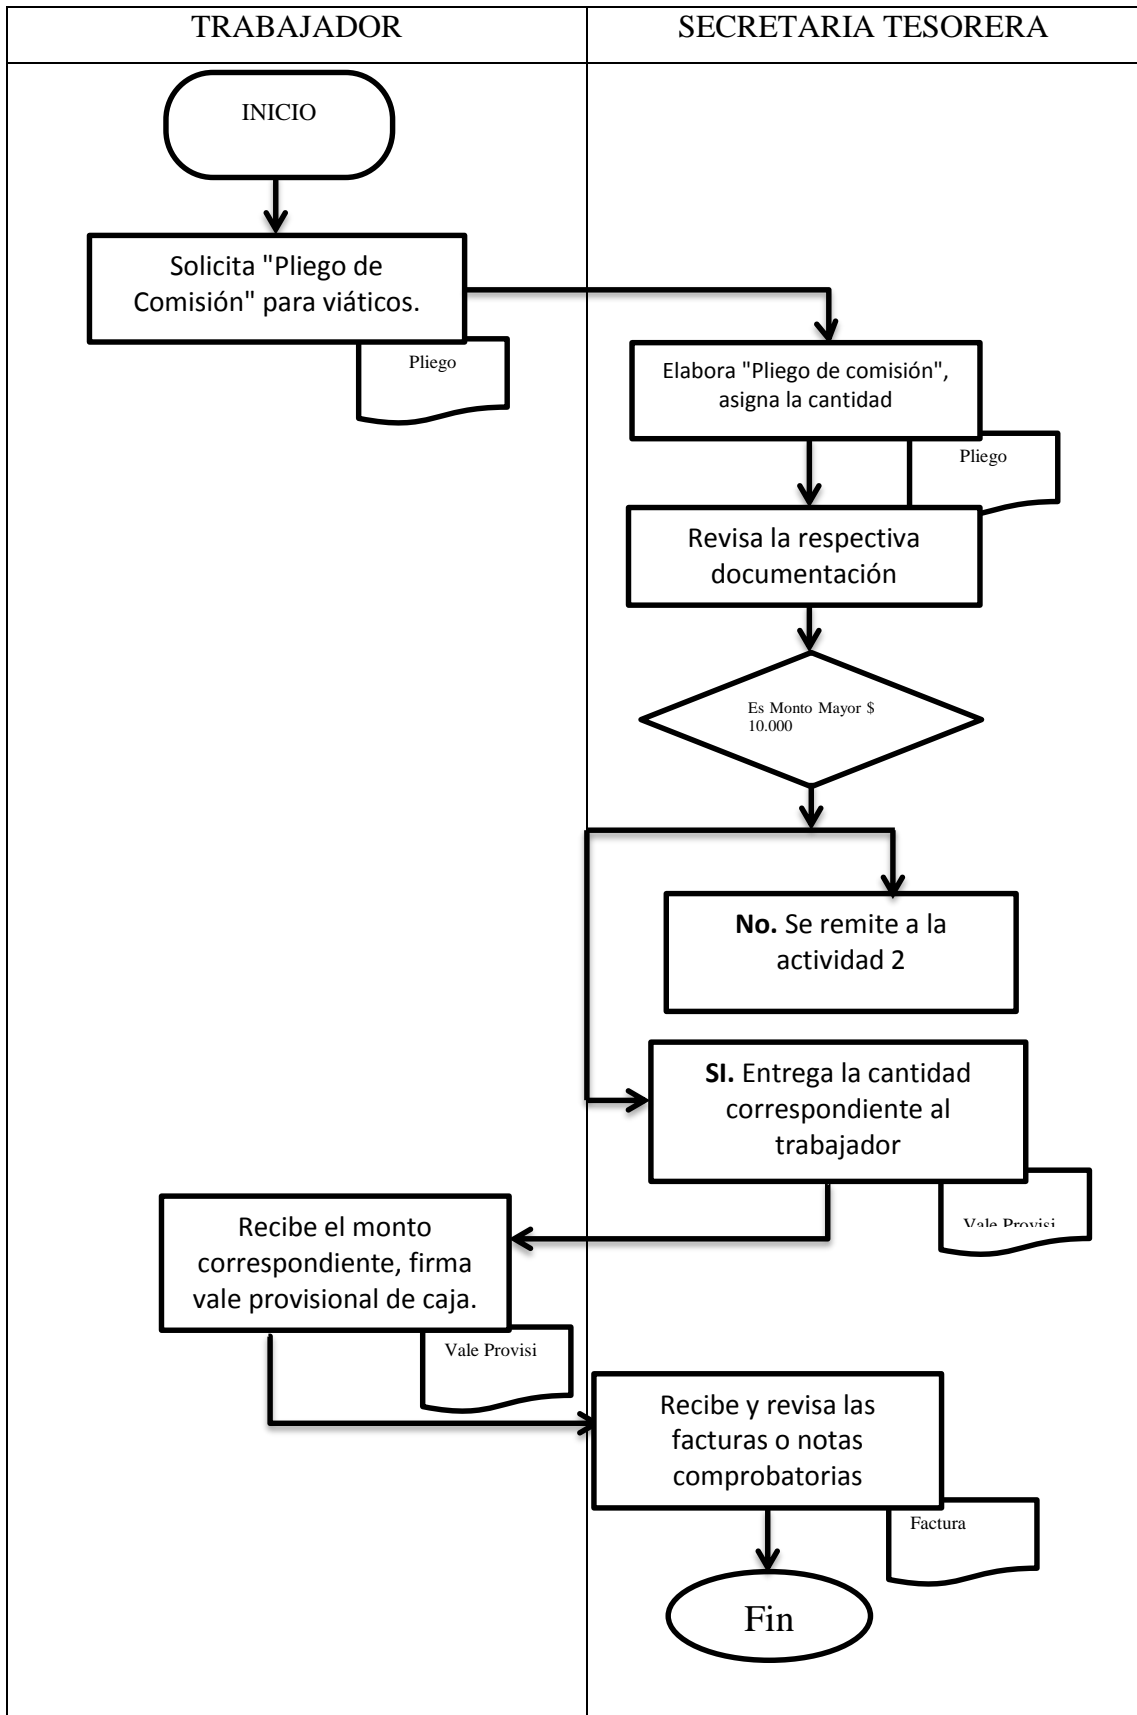 TRABAJADOR
SECRETARIA TESORERA
INICIO
Solicita "Pliego de
Comisión" para viáticos.
Pliego
Elabora "Pliego de comisión",
asigna la cantidad
Pliego
Revisa la respectiva
documentación
Es Monto Mayor $
10.000
No. Se remite a la
actividad 2
SI. Entrega la cantidad
correspondiente al
trabajador
Vale Provisi
Recibe el monto
correspondiente, firma
vale provisional de caja.
Vale Provisi
Recibe y revisa las
facturas o notas
comprobatorias
Factura
Fin